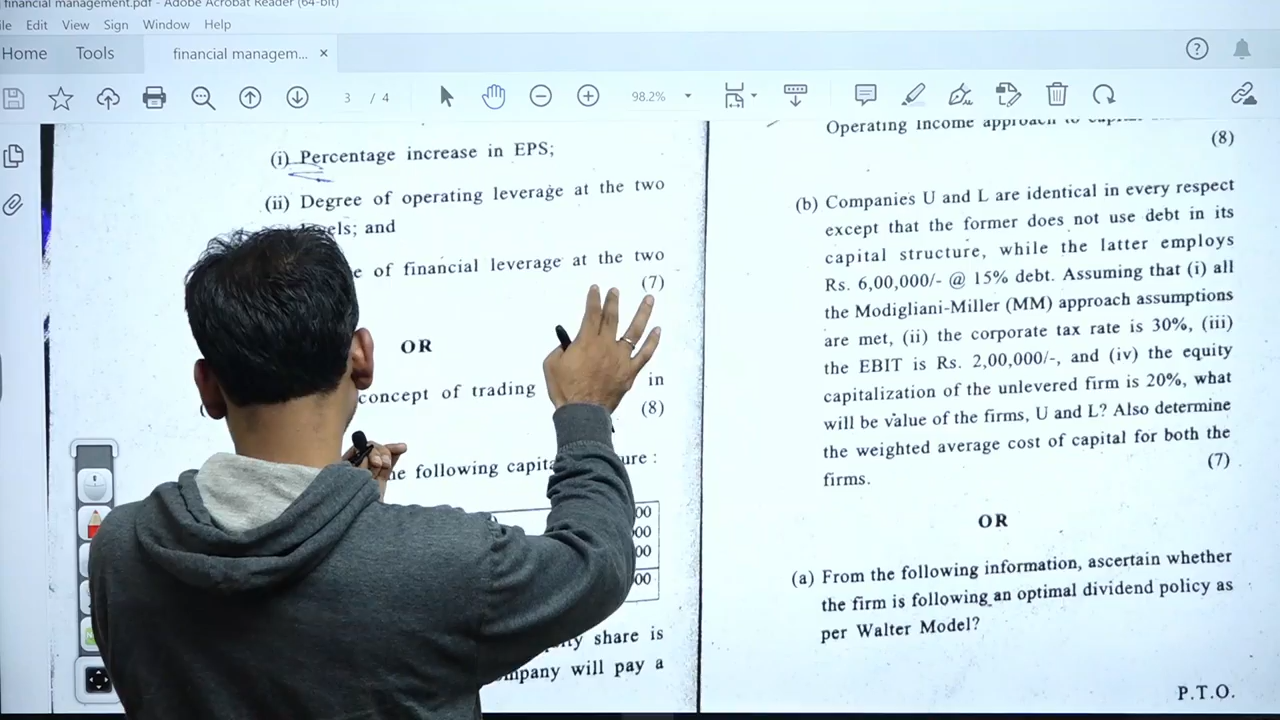 financial management.pdf - Adobe Acrobat Reader (64-bit)
Edit View Sign Window Help
Home Tools financial managem... ×
3 / 4 98.2%
(i) Percentage increase in EPS;
(ii) Degree of operating leverage at the two
; and
of financial leverage at the two
(7)
OR
concept of trading in
(8)
following capital :
share is
will pay a
Operating Income approach to
(8)
(b) Companies U and L are identical in every respect
except that the former does not use debt in its
capital structure, while the latter employs
Rs. 6,00,000/- @ 15% debt. Assuming that (i) all
the Modigliani-Miller (MM) approach assumptions
are met, (ii) the corporate tax rate is 30%, (iii)
the EBIT is Rs. 2,00,000/-, and (iv) the equity
capitalization of the unlevered firm is 20%, what
will be value of the firms, U and L? Also determine
the weighted average cost of capital for both the
firms.
(7)
OR
(a) From the following information, ascertain whether
the firm is following an optimal dividend policy as
per Walter Model?
P.T.O.